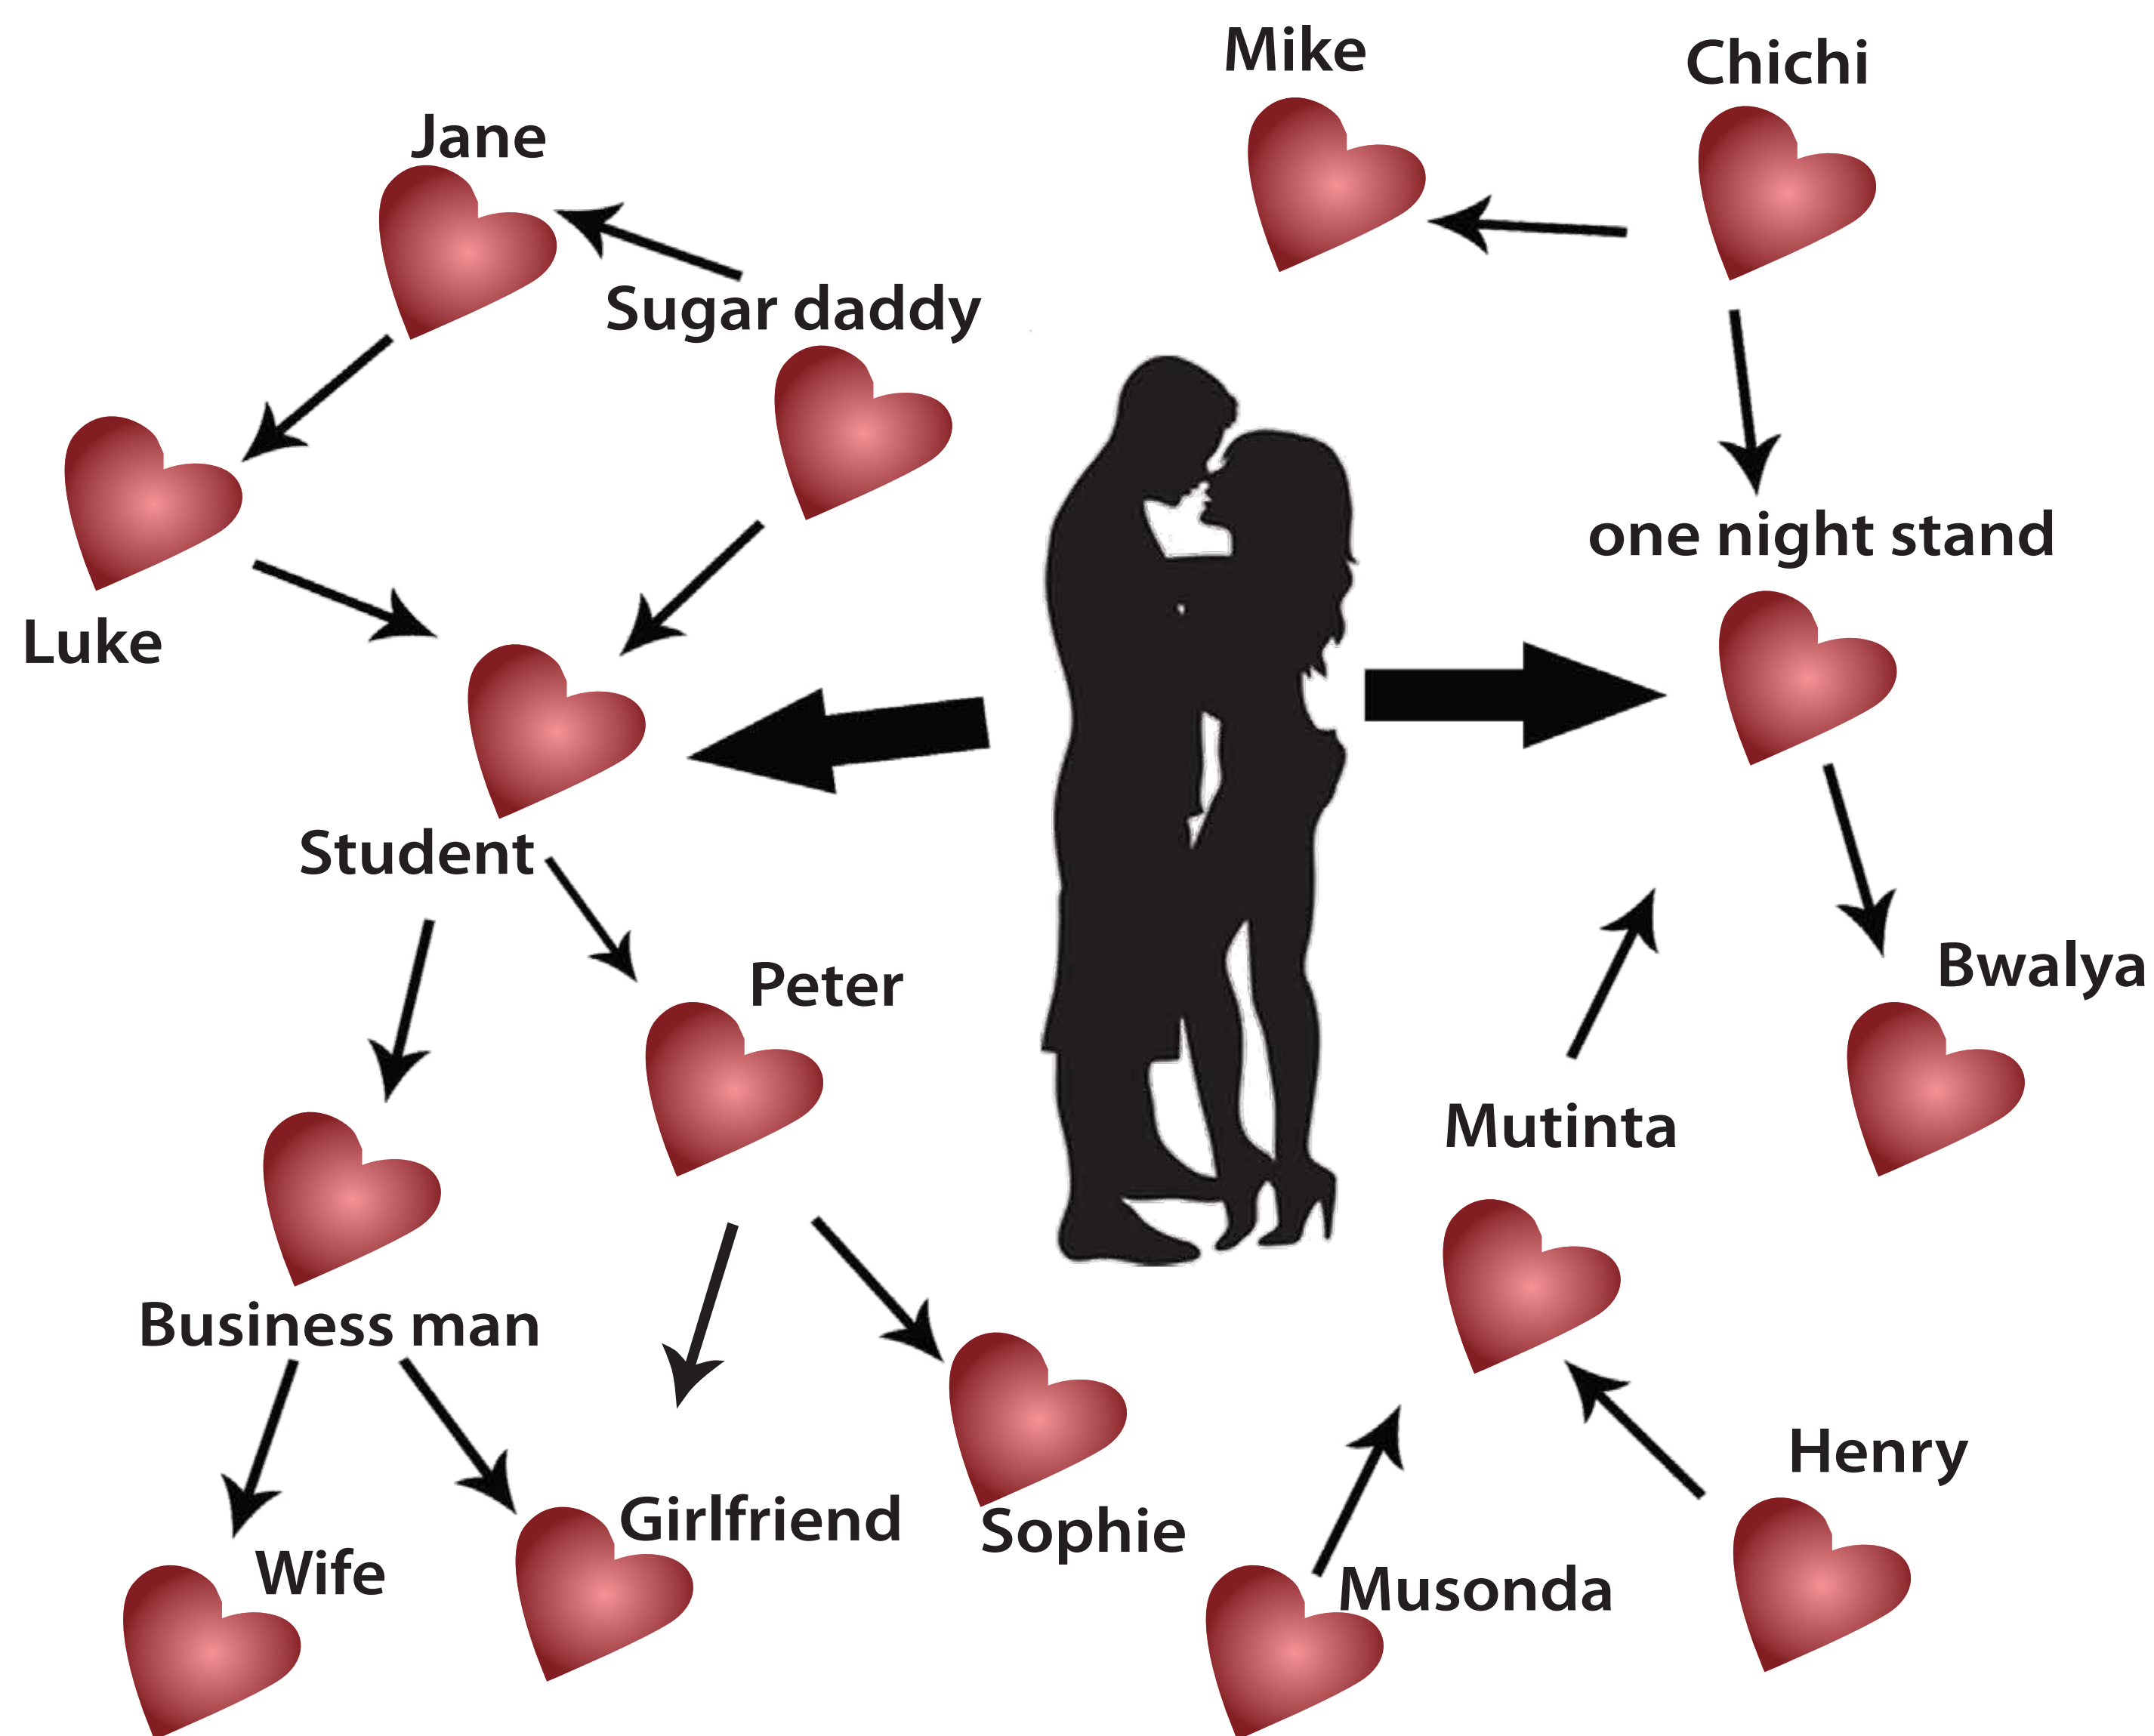 Mike
Chichi
Jane
Sugar daddy
one night stand
Luke
Student
Bwalya
Peter
Mutinta
Business man
Henry
Girlfriend
Sophie
Wife
Musonda